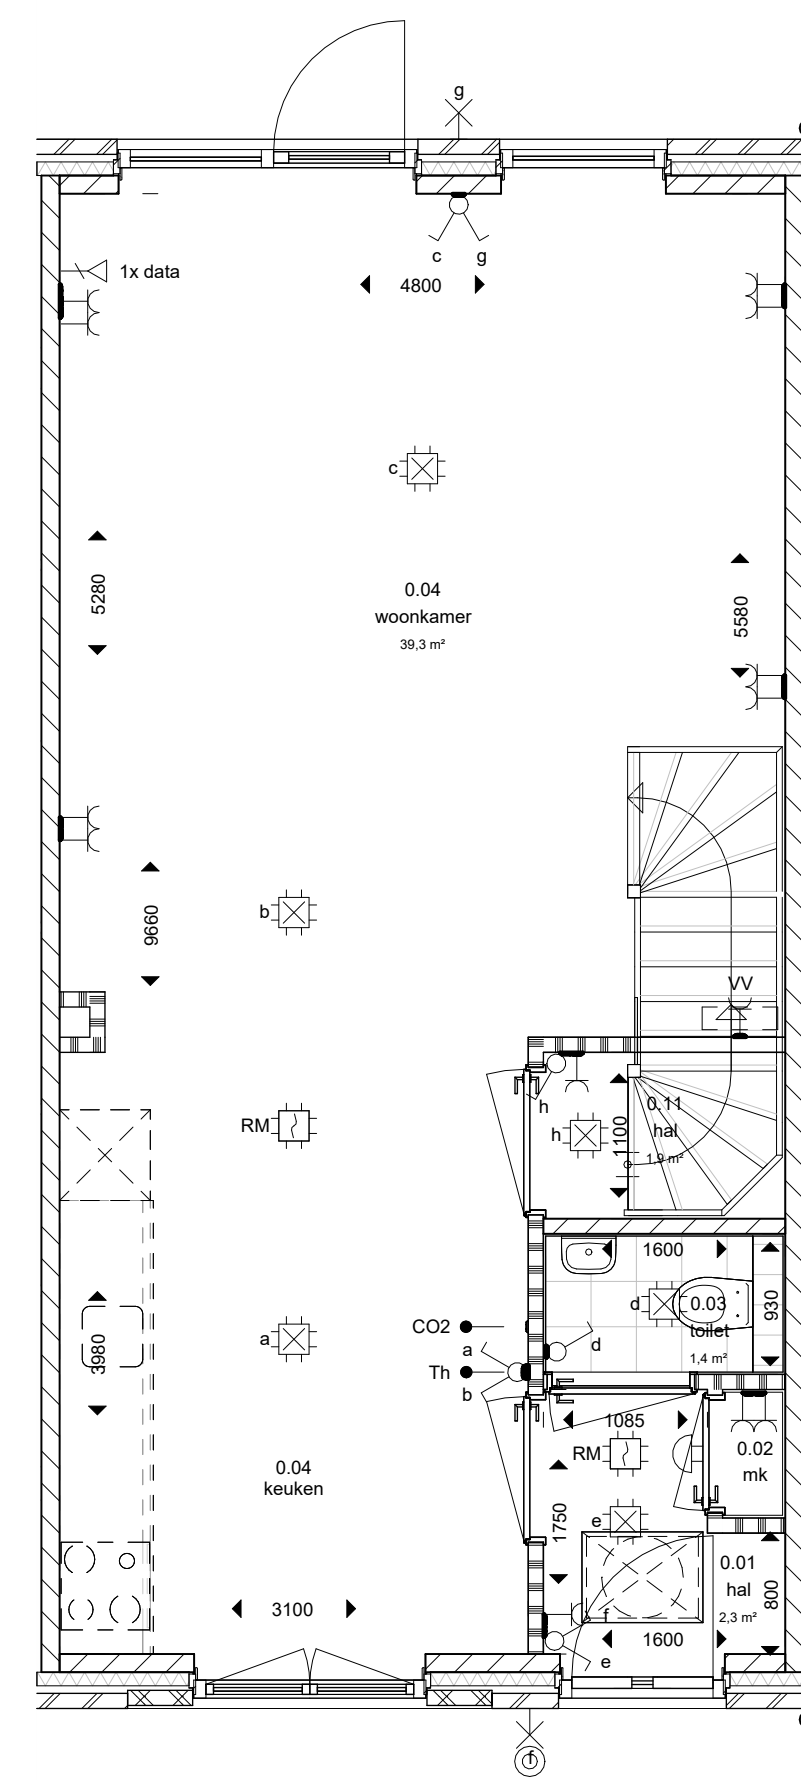 g
c g
1x data
4800
c
5280
0.04
woonkamer
39,3 m²
5580
b
9660
VV
RM
h
h
1100
0.11
hal
1,9 m²
1600
d
0.03
toilet
1,4 m²
930
CO2
a
a
d
Th
b
3980
1085
RM
0.02
mk
0.04
keuken
e
1750
0.01
hal
2,3 m²
800
3100
f
1600
e
f